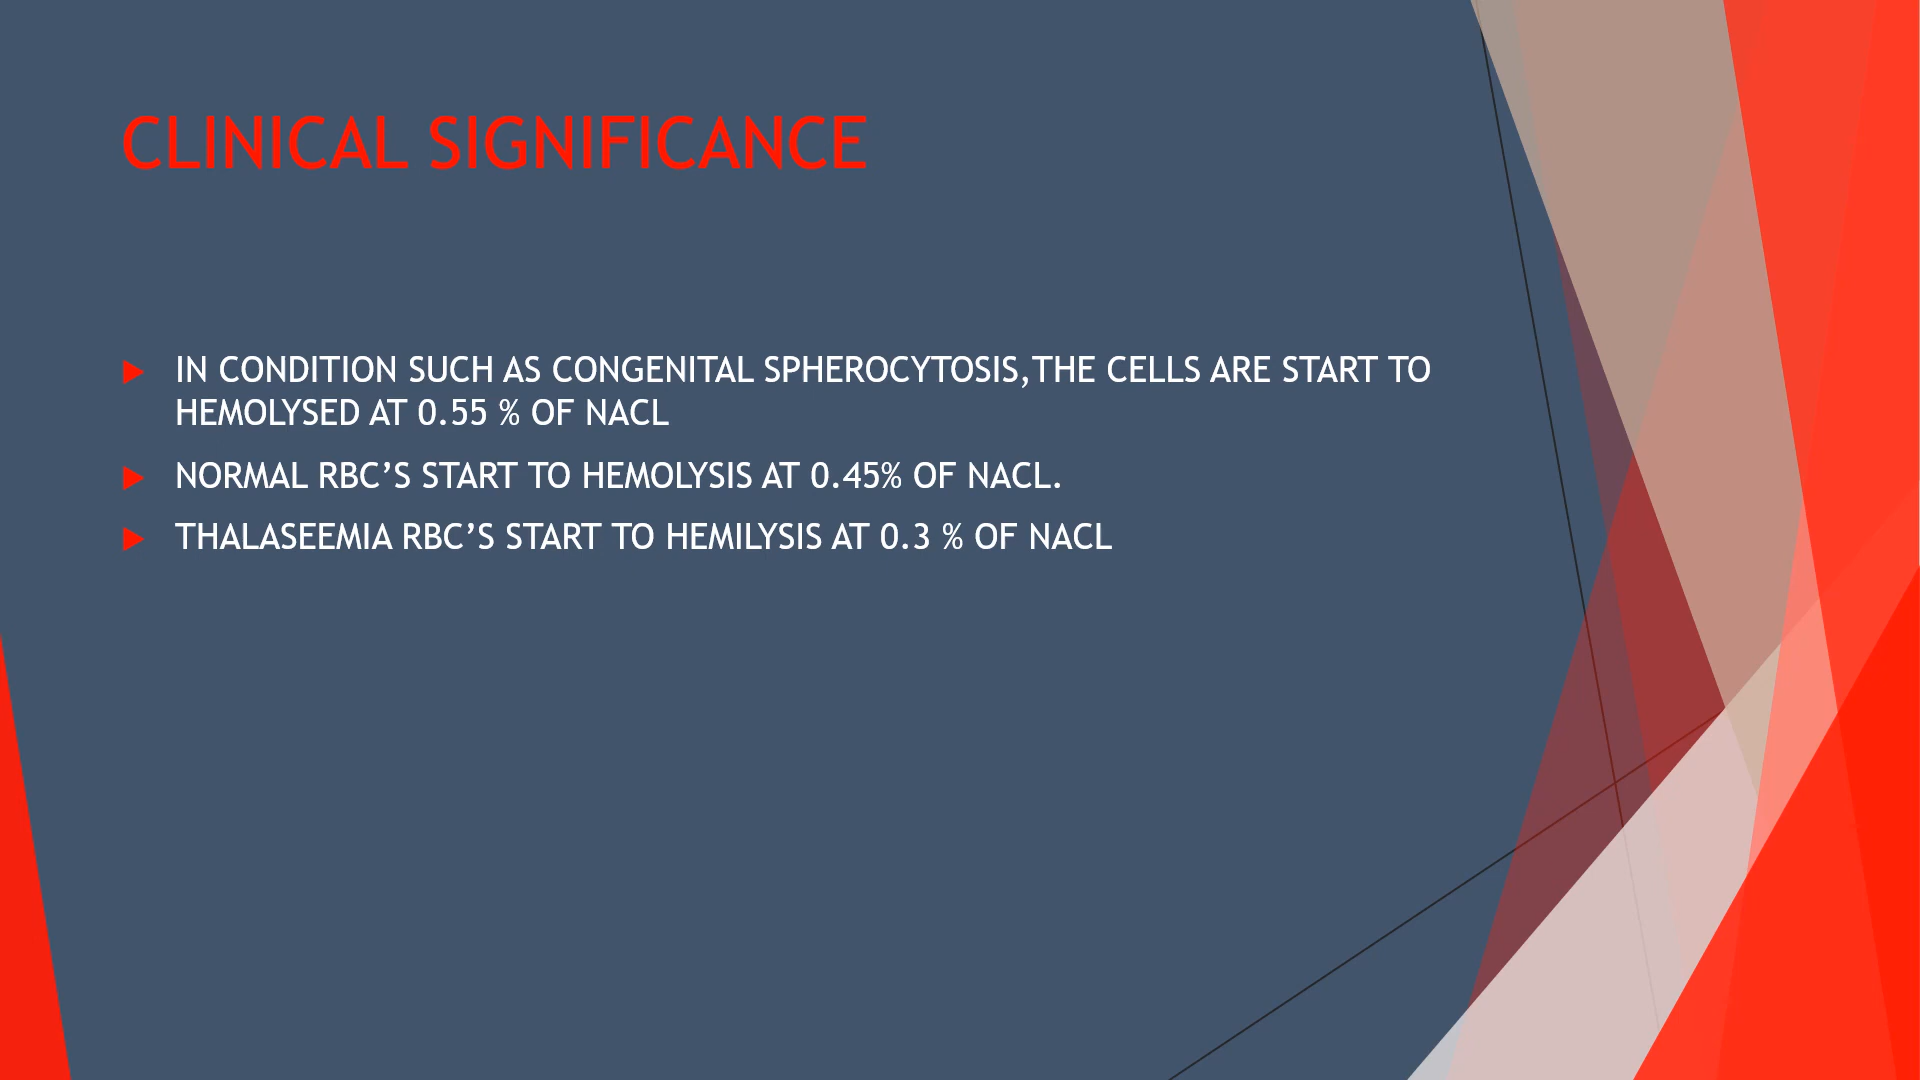 CLINICAL SIGNIFICANCE
IN CONDITION SUCH AS CONGENITAL SPHEROCYTOSIS,THE CELLS ARE START TO
HEMOLYSED AT 0.55 % OF NACL
NORMAL RBC’S START TO HEMOLYSIS AT 0.45% OF NACL.
THALASEEMIA RBC’S START TO HEMILYSIS AT 0.3 % OF NACL